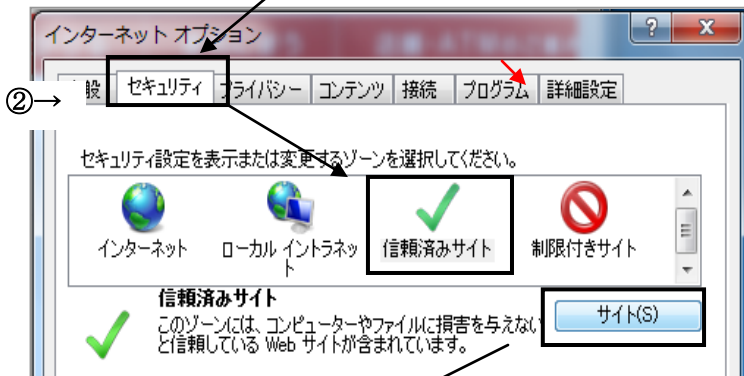 インターネット オプション
②→
般 セキュリティ プライバシー コンテンツ 接続 プログラム 詳細設定
セキュリティ設定を表示または変更するゾーンを選択してください。
インターネット ローカル イントラネット 信頼済みサイト 制限付きサイト
信頼済みサイト
サイト(S)
このゾーンには、コンピューターやファイルに損害を与えない
と信頼している Web サイトが含まれています。